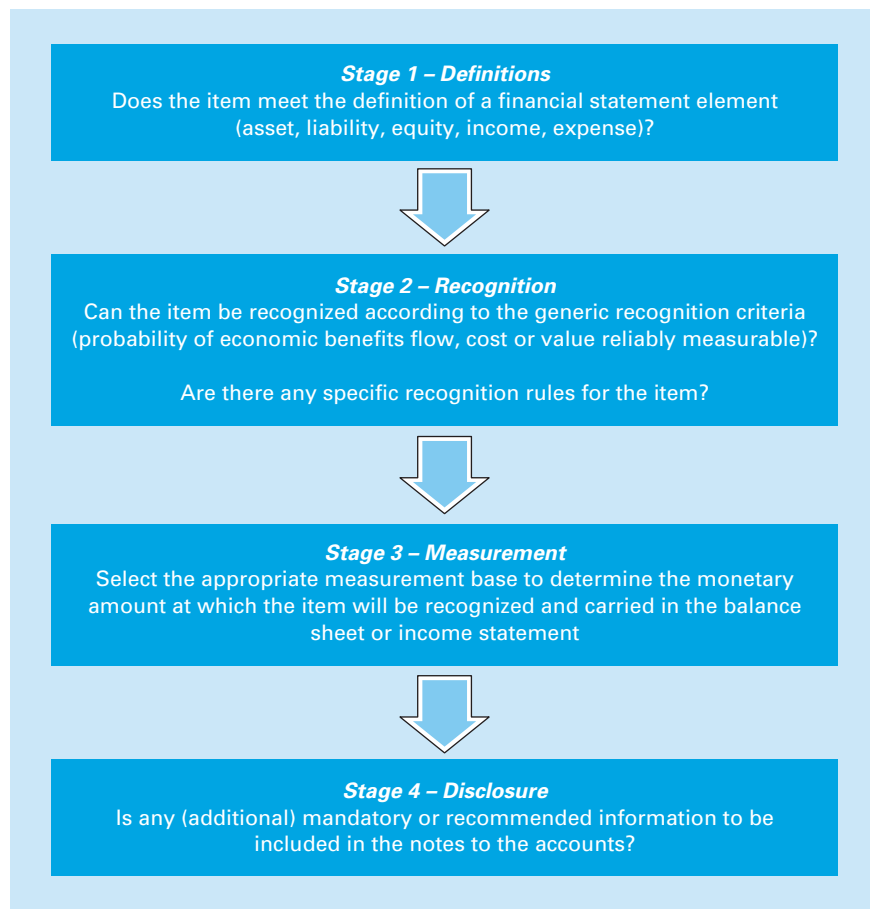 Stage 1 – Definitions
Does the item meet the definition of a financial statement element
(asset, liability, equity, income, expense)?
Stage 2 – Recognition
Can the item be recognized according to the generic recognition criteria
(probability of economic benefits flow, cost or value reliably measurable)?
Are there any specific recognition rules for the item?
Stage 3 – Measurement
Select the appropriate measurement base to determine the monetary
amount at which the item will be recognized and carried in the balance
sheet or income statement
Stage 4 – Disclosure
Is any (additional) mandatory or recommended information to be
included in the notes to the accounts?